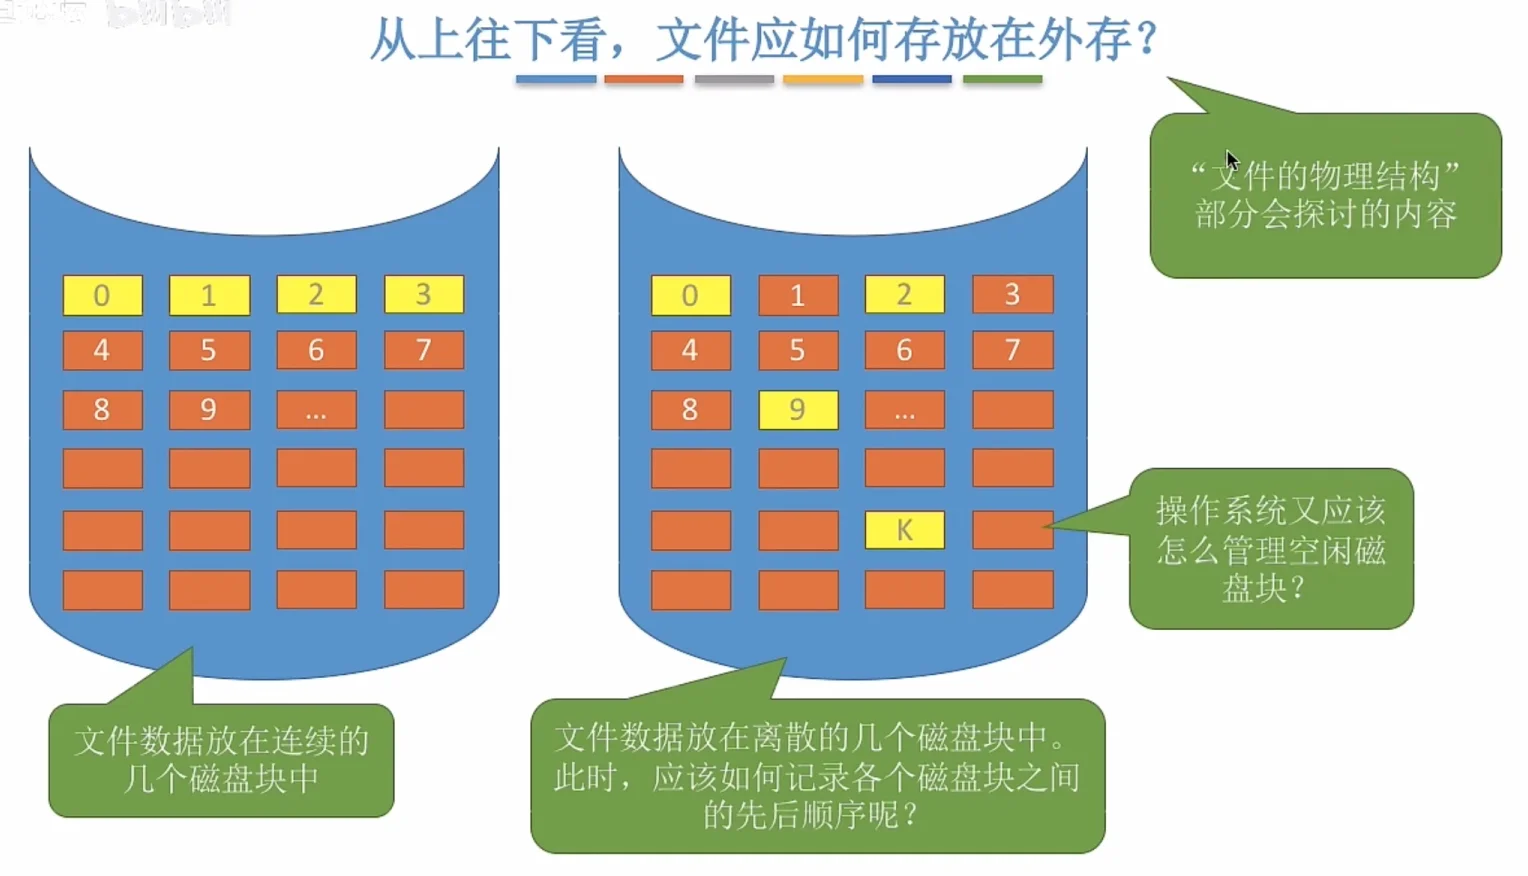 从上往下看，文件应如何存放在外存？
“文件的物理结构”
部分会探讨的内容
0 1 2 3
4 5 6 7
8 9 ...
0 1 2 3
4 5 6 7
8 9 ...
K
操作系统又应该
怎么管理空闲磁
盘块？
文件数据放在连续的
几个磁盘块中
文件数据放在离散的几个磁盘块中。
此时，应该如何记录各个磁盘块之间
的先后顺序呢？